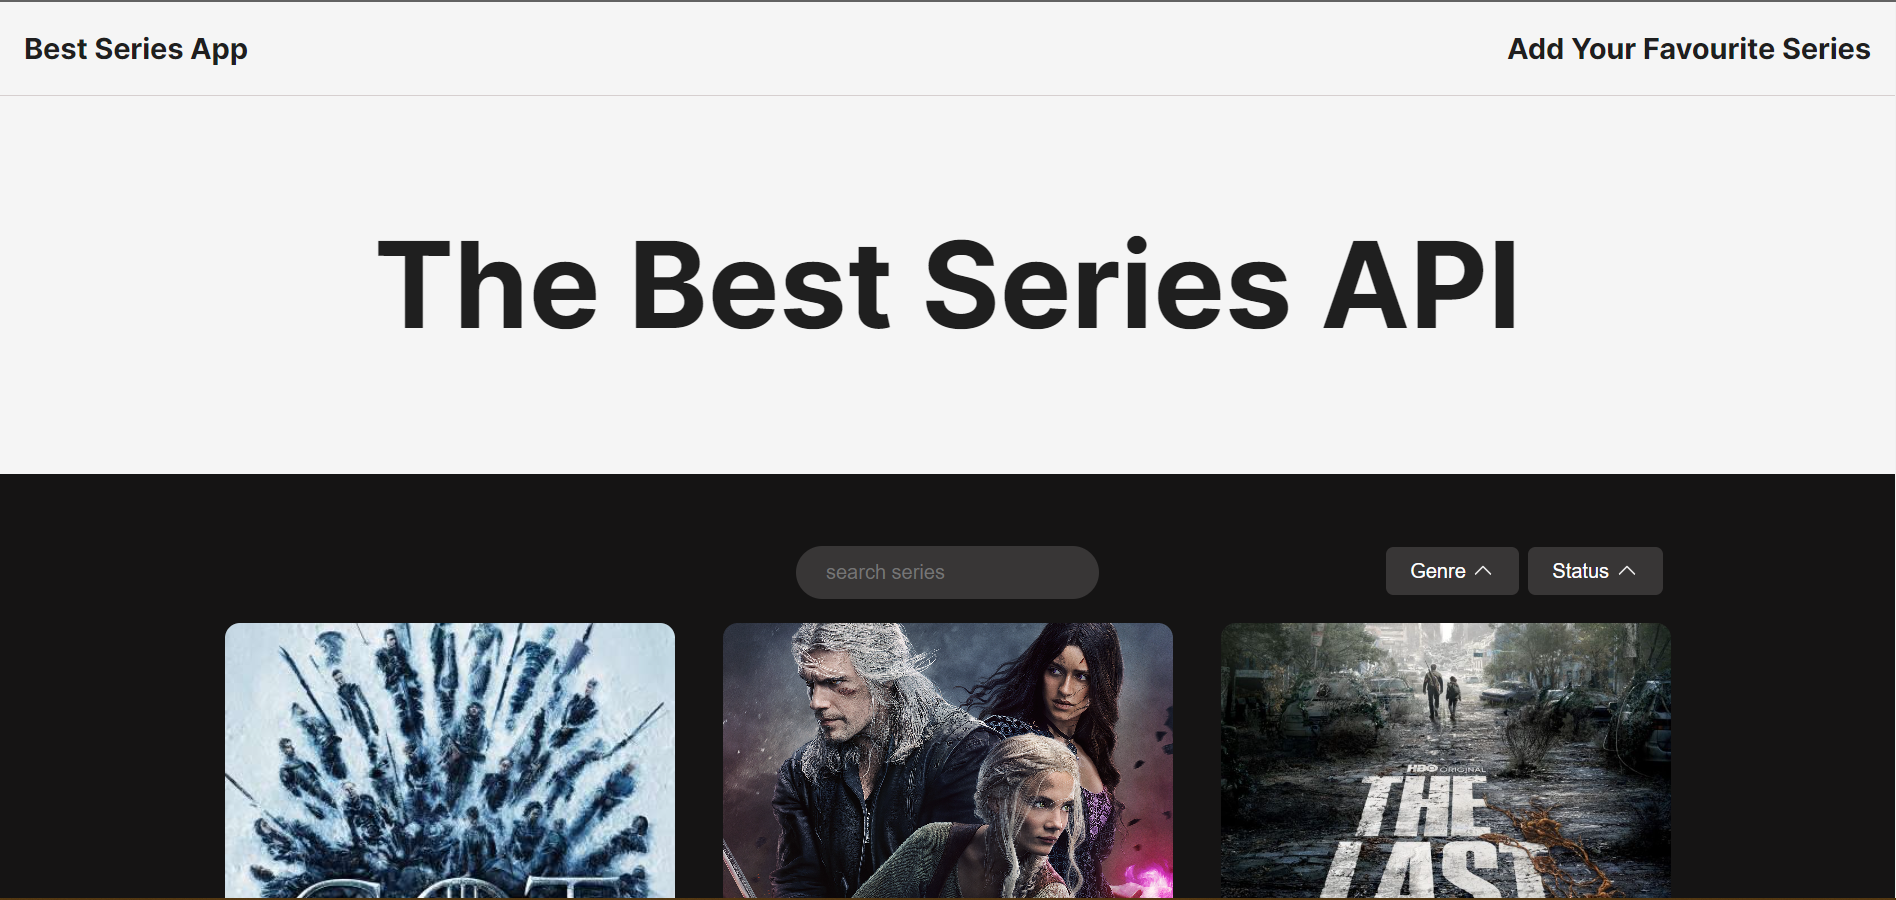 Best Series App
Add Your Favourite Series
The Best Series API
search series
Genre
Status
GOT
HBO ORIGINAL
THE
LAST